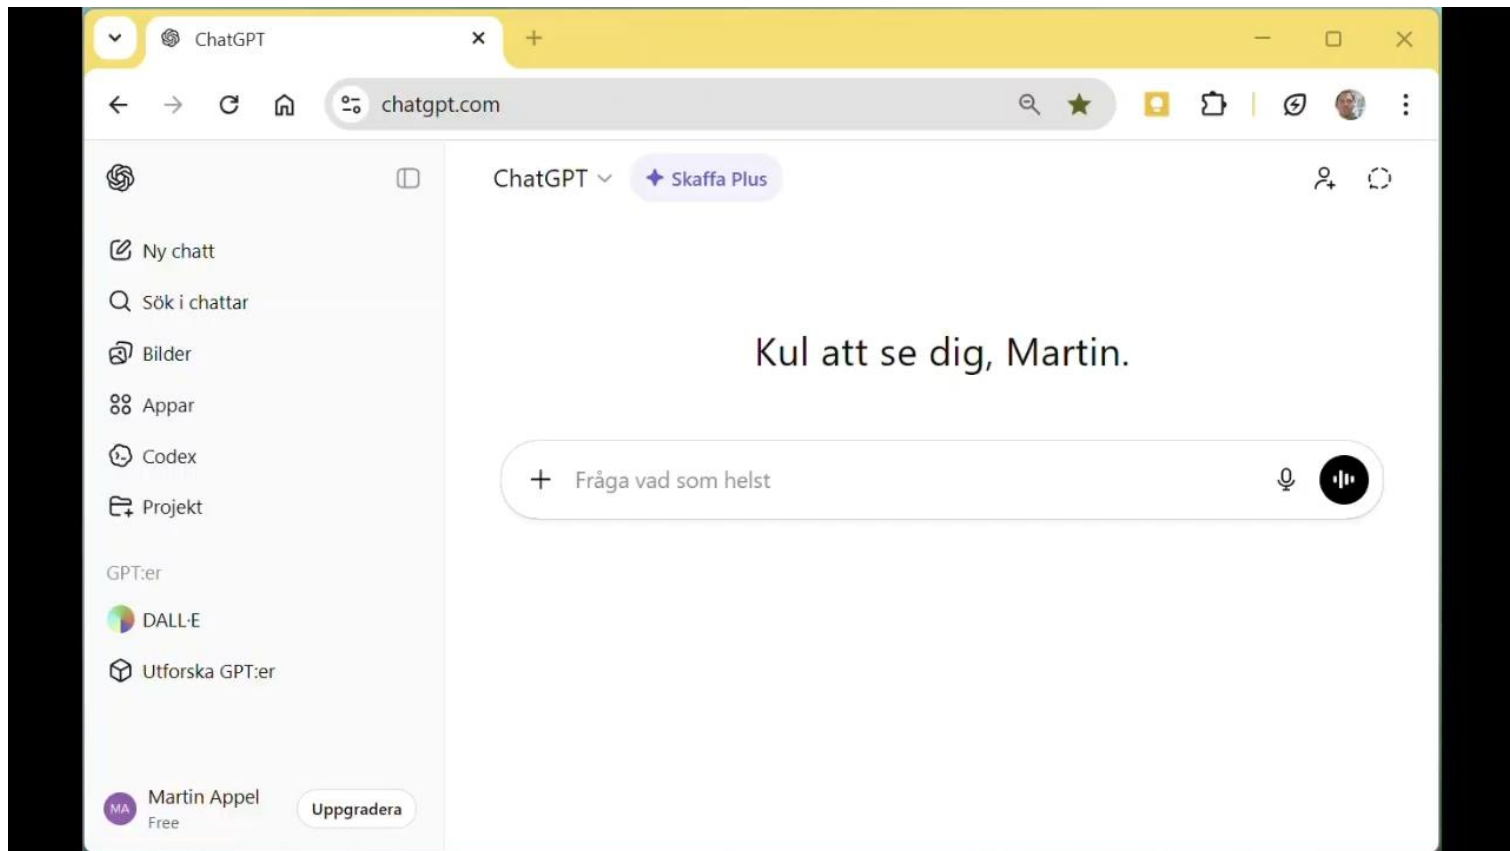 ChatGPT
chatgpt.com
ChatGPT
Skaffa Plus
Ny chatt
Sök i chattar
Bilder
Appar
Codex
Projekt
GPT:er
DALL·E
Utforska GPT:er
MA
Martin Appel
Free
Uppgradera
Kul att se dig, Martin.
Fråga vad som helst